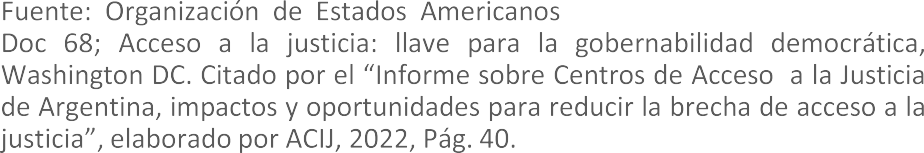 Fuente: Organización de Estados Americanos
Doc 68; Acceso a la justicia: llave para la gobernabilidad democrática,
Washington DC. Citado por el “Informe sobre Centros de Acceso a la Justicia
de Argentina, impactos y oportunidades para reducir la brecha de acceso a la
justicia”, elaborado por ACIJ, 2022, Pág. 40.